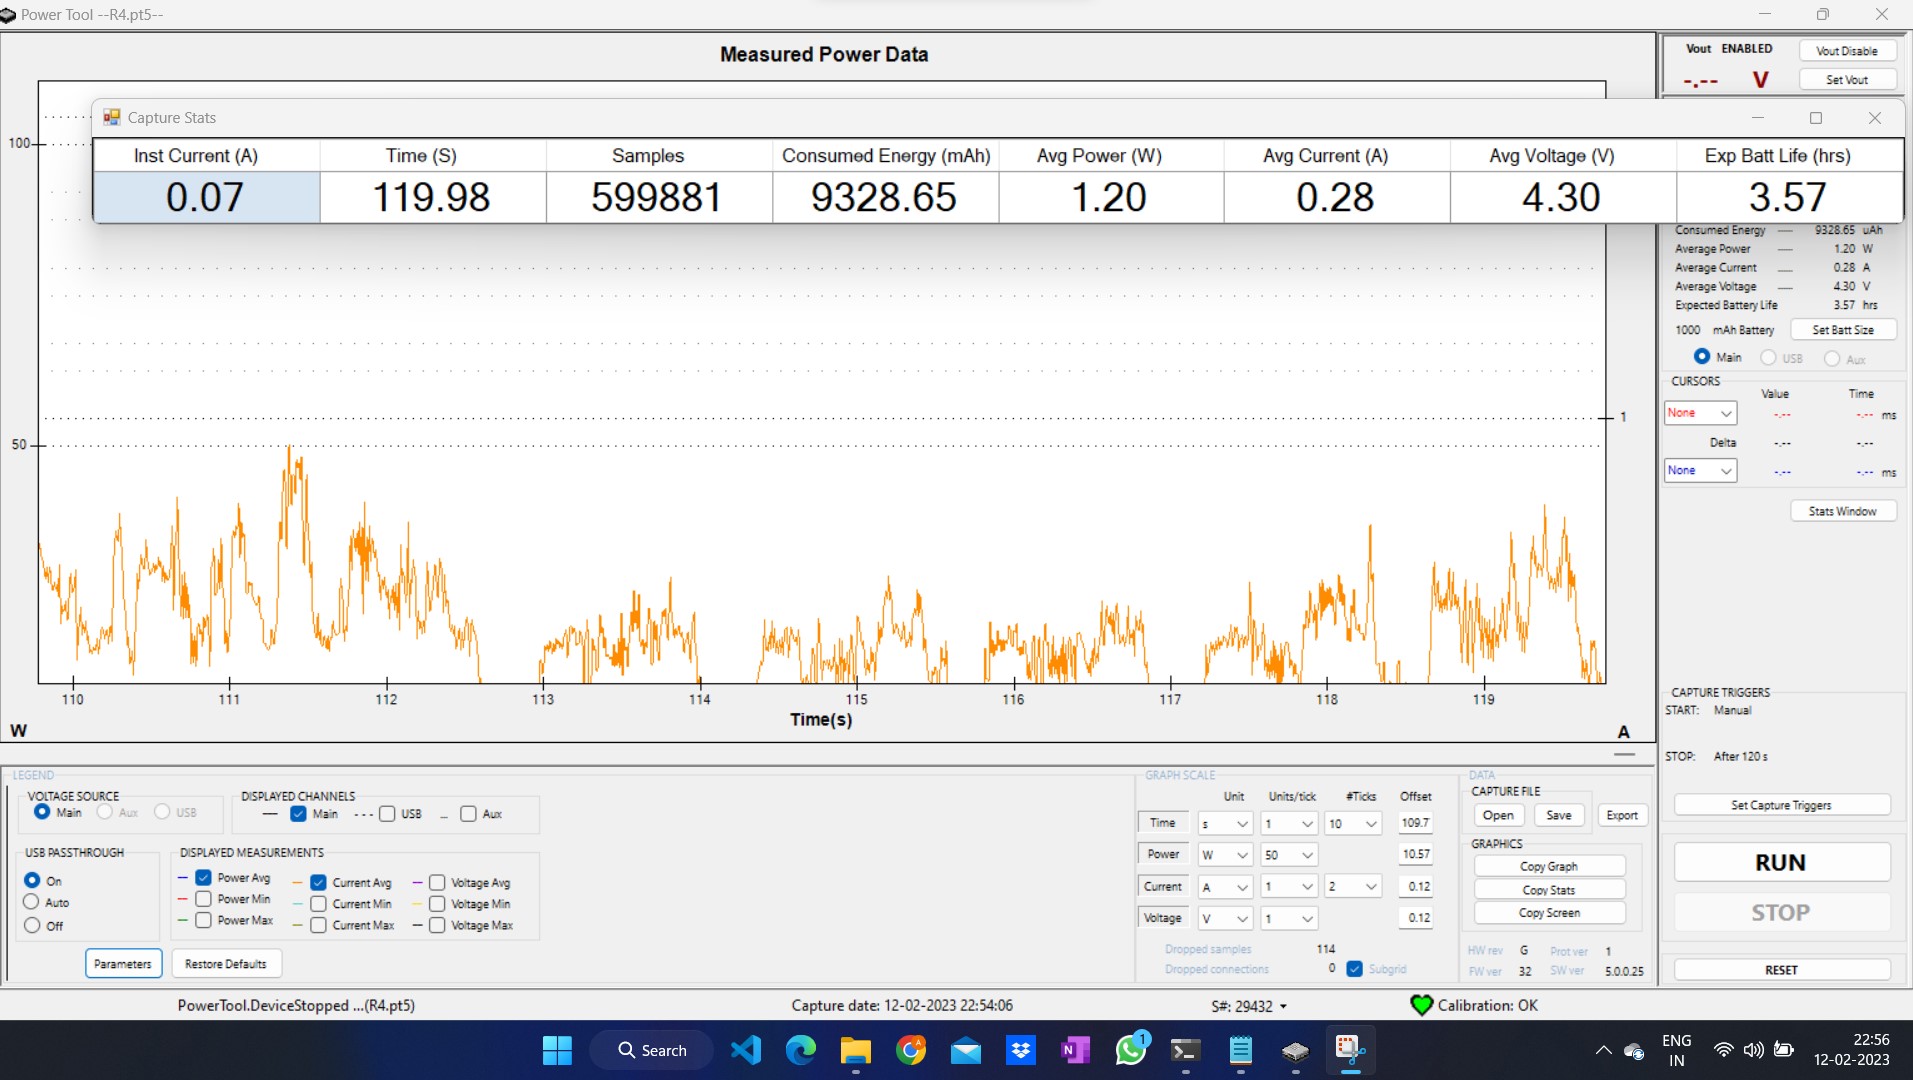 Power Tool --R4.pt5--
Measured Power Data
Vout ENABLED
Vout Disable
-.-- V
Set Vout
Capture Stats
Inst Current (A) Time (S) Samples Consumed Energy (mAh) Avg Power (W) Avg Current (A) Avg Voltage (V) Exp Batt Life (hrs)
0.07 119.98 599881 9328.65 1.20 0.28 4.30 3.57
100
50
1
110 111 112 113 114 115 116 117 118 119
Time(s)
W
A
Consumed Energy 9328.65 uAh
Average Power 1.20 W
Average Current 0.28 A
Average Voltage 4.30 V
Expected Battery Life 3.57 hrs
1000 mAh Battery Set Batt Size
Main USB Aux
CURSORS
Value Time
None -.-- -.-- ms
Delta -.-- -.--
None -.-- -.-- ms
Stats Window
CAPTURE TRIGGERS
START: Manual
STOP: After 120 s
Set Capture Triggers
RUN
STOP
RESET
LEGEND
VOLTAGE SOURCE
Main Aux USB
DISPLAYED CHANNELS
Main USB Aux
USB PASSTHROUGH
On
Auto
Off
DISPLAYED MEASUREMENTS
Power Avg Current Avg Voltage Avg
Power Min Current Min Voltage Min
Power Max Current Max Voltage Max
Parameters Restore Defaults
GRAPH SCALE
Unit Units/tick #Ticks Offset
Time s 1 10 109.7
Power W 50 10.57
Current A 1 2 0.12
Voltage V 1 0.12
Dropped samples 114
Dropped connections 0 Subgrid
DATA
CAPTURE FILE
Open Save Export
GRAPHICS
Copy Graph
Copy Stats
Copy Screen
HW rev G Prot ver 1
FW ver 32 SW ver 5.0.0.25
PowerTool.DeviceStopped ...(R4.pt5) Capture date: 12-02-2023 22:54:06 S#: 29432 Calibration: OK
Search
A
N
1
ENG
IN
22:56
12-02-2023